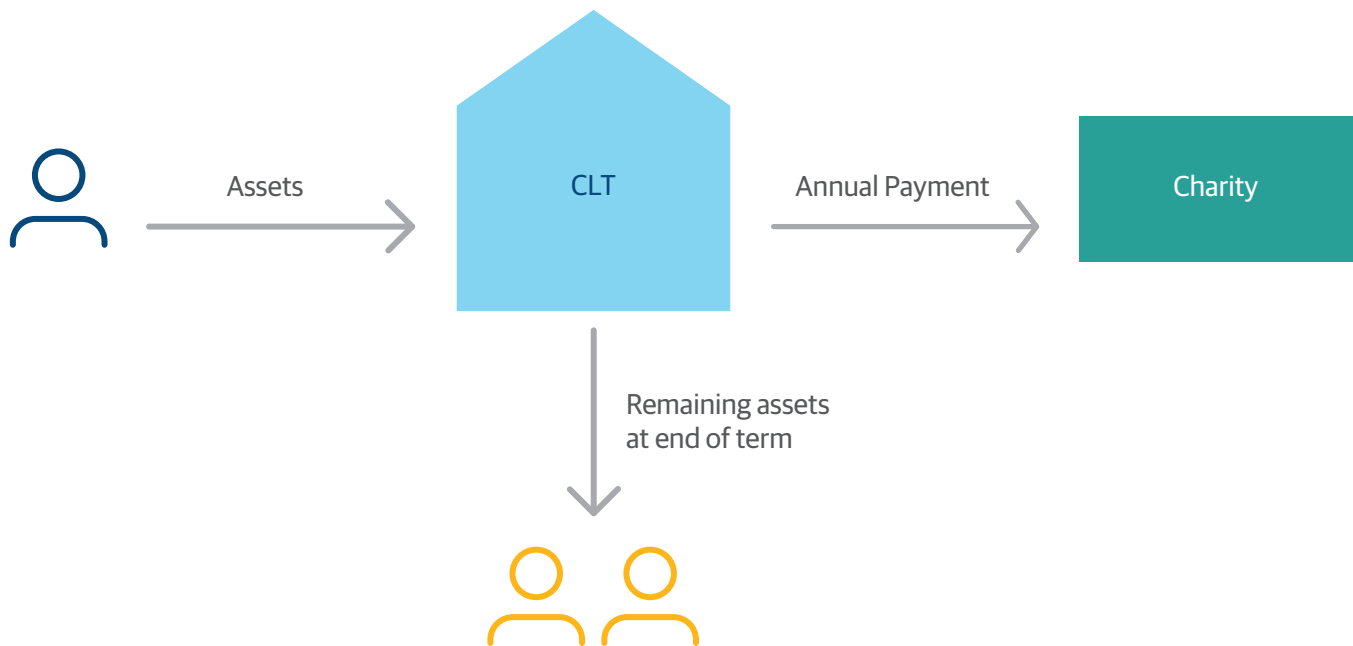 Assets
CLT
Annual Payment
Charity
Remaining assets
at end of term